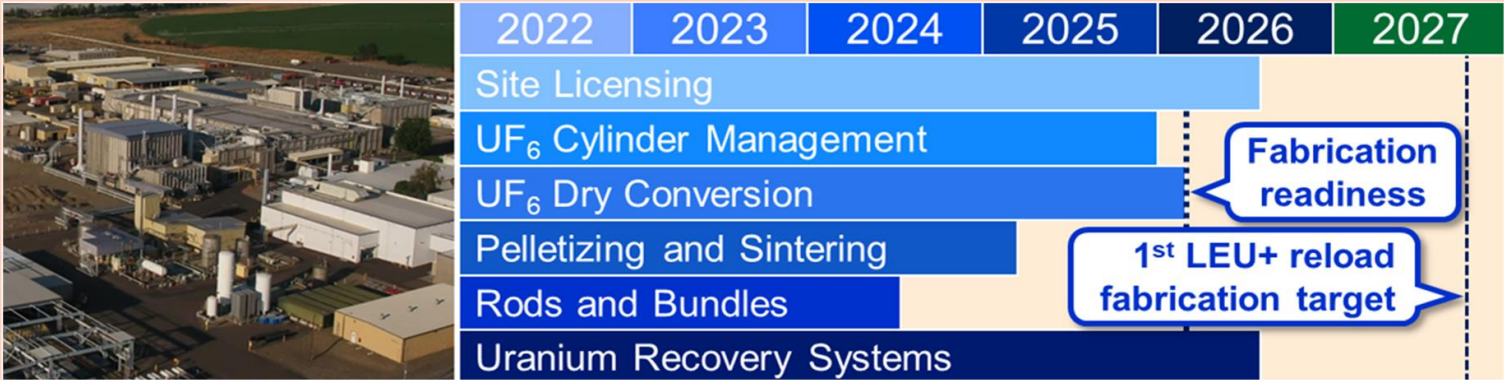 2022 2023 2024 2025 2026 2027
Site Licensing
UF₆ Cylinder Management
UF₆ Dry Conversion
Fabrication
readiness
Pelletizing and Sintering
1ˢᵗ LEU+ reload
fabrication target
Rods and Bundles
Uranium Recovery Systems